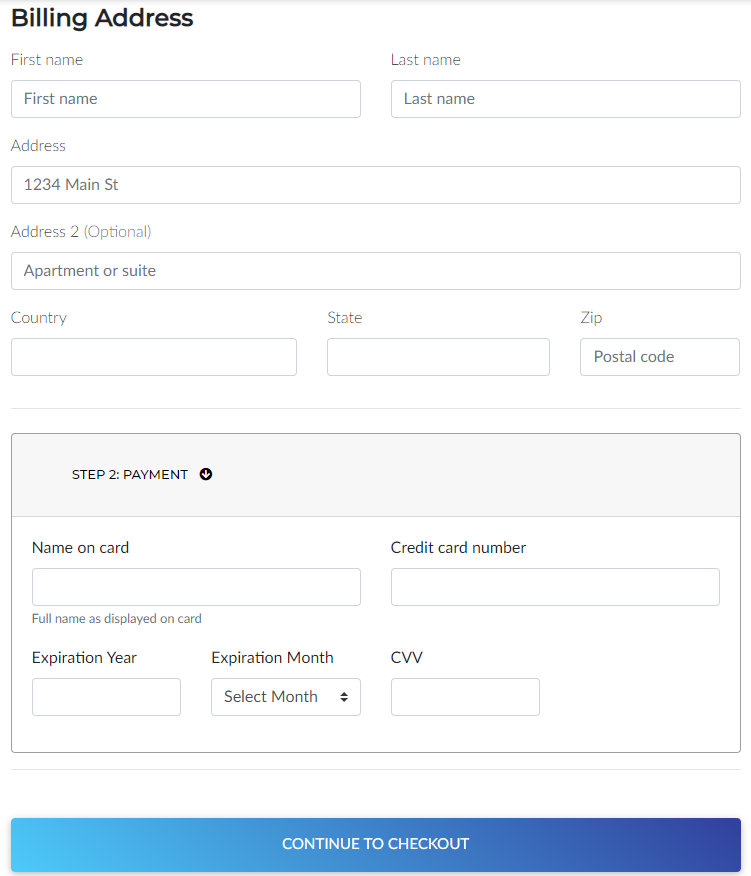 Billing Address
First name Last name
First name Last name
Address
1234 Main St
Address 2 (Optional)
Apartment or suite
Country State Zip
Postal code
STEP 2: PAYMENT
Name on card Credit card number
Full name as displayed on card
Expiration Year Expiration Month CVV
Select Month
CONTINUE TO CHECKOUT